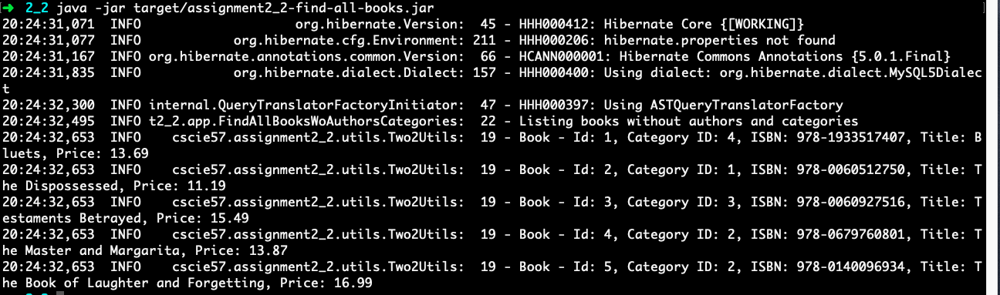 ➜ 2_2 java -jar target/assignment2_2-find-all-books.jar
20:24:31,071 INFO org.hibernate.Version: 45 - HHH000412: Hibernate Core {[WORKING]}
20:24:31,077 INFO org.hibernate.cfg.Environment: 211 - HHH000206: hibernate.properties not found
20:24:31,167 INFO org.hibernate.annotations.common.Version: 66 - HCANN000001: Hibernate Commons Annotations {5.0.1.Final}
20:24:31,835 INFO org.hibernate.dialect.Dialect: 157 - HHH000400: Using dialect: org.hibernate.dialect.MySQL5Dialec
t
20:24:32,300 INFO internal.QueryTranslatorFactoryInitiator: 47 - HHH000397: Using ASTQueryTranslatorFactory
20:24:32,495 INFO t2_2.app.FindAllBooksWoAuthorsCategories: 22 - Listing books without authors and categories
20:24:32,653 INFO cscie57.assignment2_2.utils.Two2Utils: 19 - Book - Id: 1, Category ID: 4, ISBN: 978-1933517407, Title: B
luets, Price: 13.69
20:24:32,653 INFO cscie57.assignment2_2.utils.Two2Utils: 19 - Book - Id: 2, Category ID: 1, ISBN: 978-0060512750, Title: T
he Dispossessed, Price: 11.19
20:24:32,653 INFO cscie57.assignment2_2.utils.Two2Utils: 19 - Book - Id: 3, Category ID: 3, ISBN: 978-0060927516, Title: T
estaments Betrayed, Price: 15.49
20:24:32,653 INFO cscie57.assignment2_2.utils.Two2Utils: 19 - Book - Id: 4, Category ID: 2, ISBN: 978-0679760801, Title: T
he Master and Margarita, Price: 13.87
20:24:32,653 INFO cscie57.assignment2_2.utils.Two2Utils: 19 - Book - Id: 5, Category ID: 2, ISBN: 978-0140096934, Title: T
he Book of Laughter and Forgetting, Price: 16.99